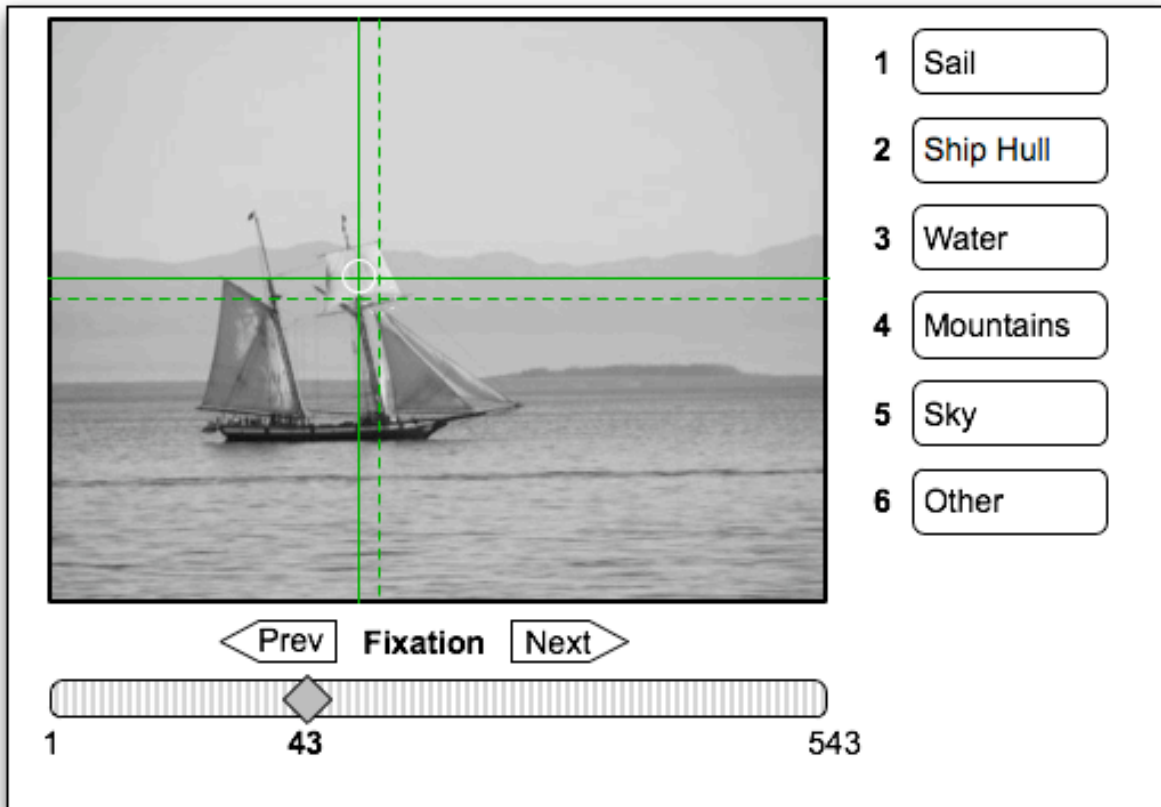 1 Sail
2 Ship Hull
3 Water
4 Mountains
5 Sky
6 Other
Prev Fixation Next
1 43 543